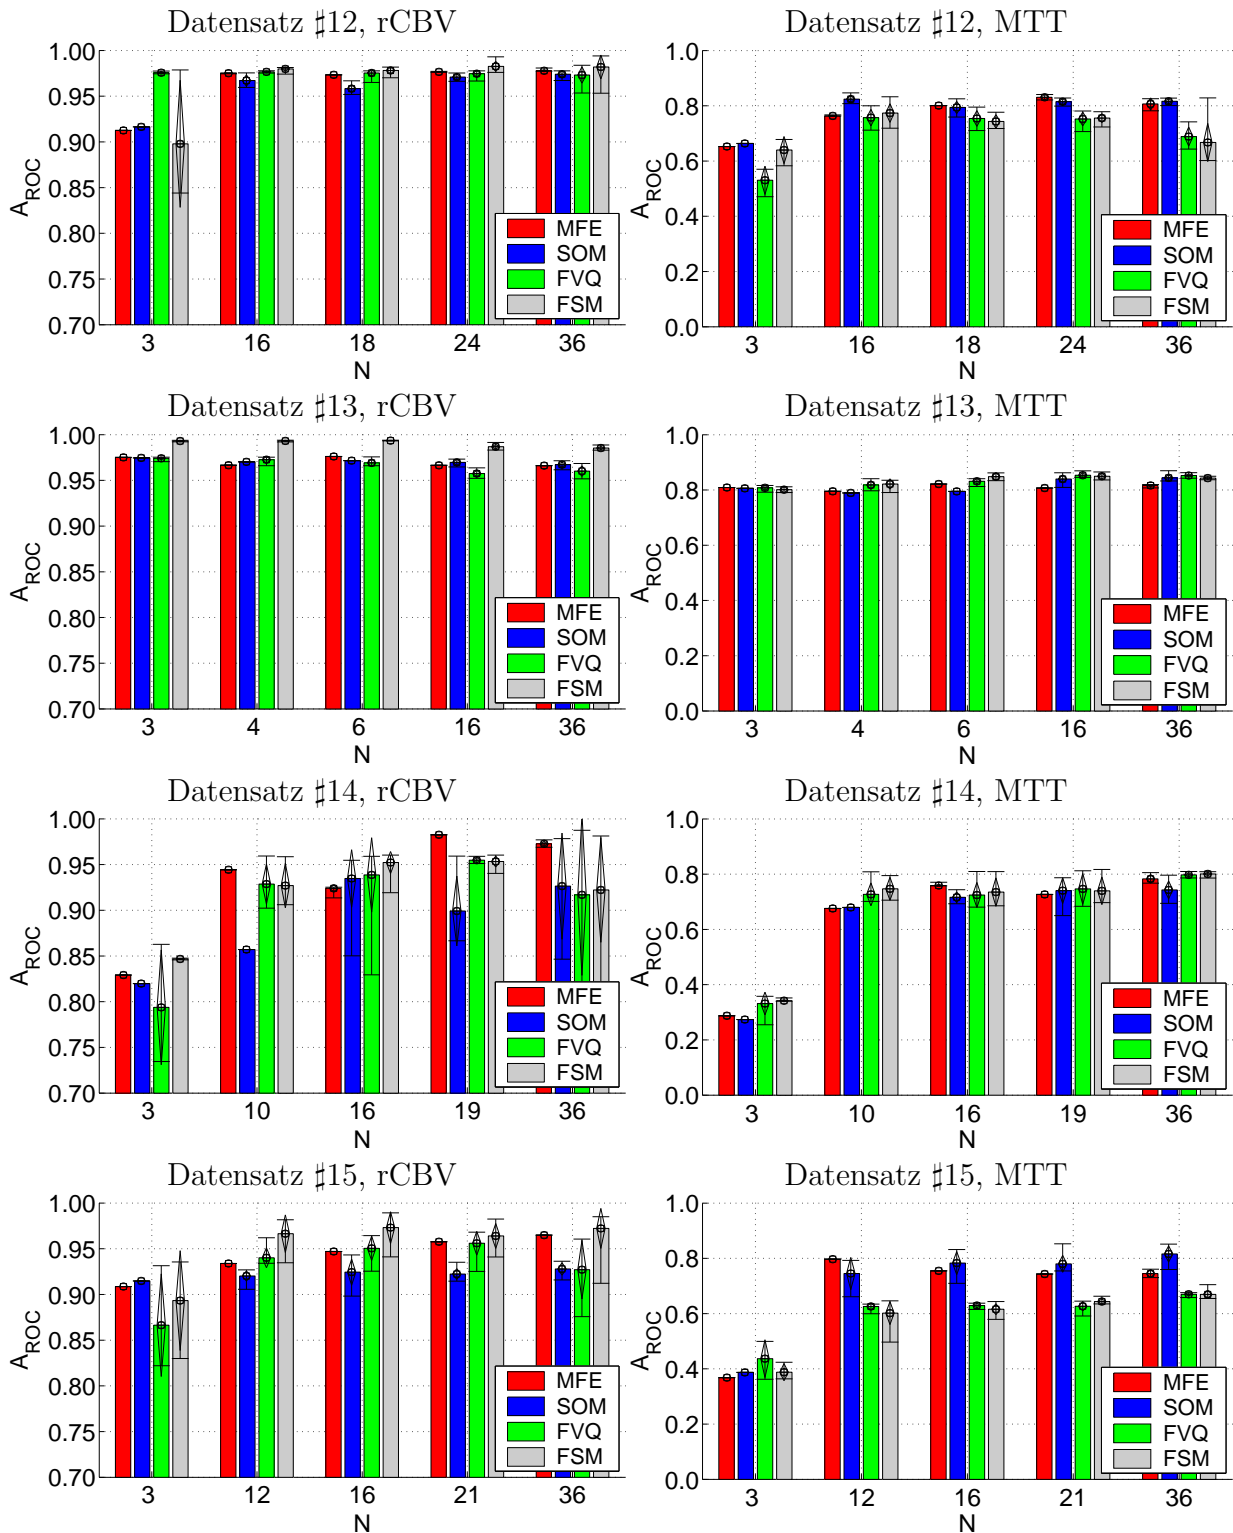 Datensatz ♯12, rCBV
1.00
0.95
0.90
0.85
0.80
0.75
0.70
A_ROC
3 16 18 24 36
N
MFE
SOM
FVQ
FSM
Datensatz ♯12, MTT
1.0
0.8
0.6
0.4
0.2
0.0
A_ROC
3 16 18 24 36
N
MFE
SOM
FVQ
FSM
Datensatz ♯13, rCBV
1.00
0.95
0.90
0.85
0.80
0.75
0.70
A_ROC
3 4 6 16 36
N
MFE
SOM
FVQ
FSM
Datensatz ♯13, MTT
1.0
0.8
0.6
0.4
0.2
0.0
A_ROC
3 4 6 16 36
N
MFE
SOM
FVQ
FSM
Datensatz ♯14, rCBV
1.00
0.95
0.90
0.85
0.80
0.75
0.70
A_ROC
3 10 16 19 36
N
MFE
SOM
FVQ
FSM
Datensatz ♯14, MTT
1.0
0.8
0.6
0.4
0.2
0.0
A_ROC
3 10 16 19 36
N
MFE
SOM
FVQ
FSM
Datensatz ♯15, rCBV
1.00
0.95
0.90
0.85
0.80
0.75
0.70
A_ROC
3 12 16 21 36
N
MFE
SOM
FVQ
FSM
Datensatz ♯15, MTT
1.0
0.8
0.6
0.4
0.2
0.0
A_ROC
3 12 16 21 36
N
MFE
SOM
FVQ
FSM